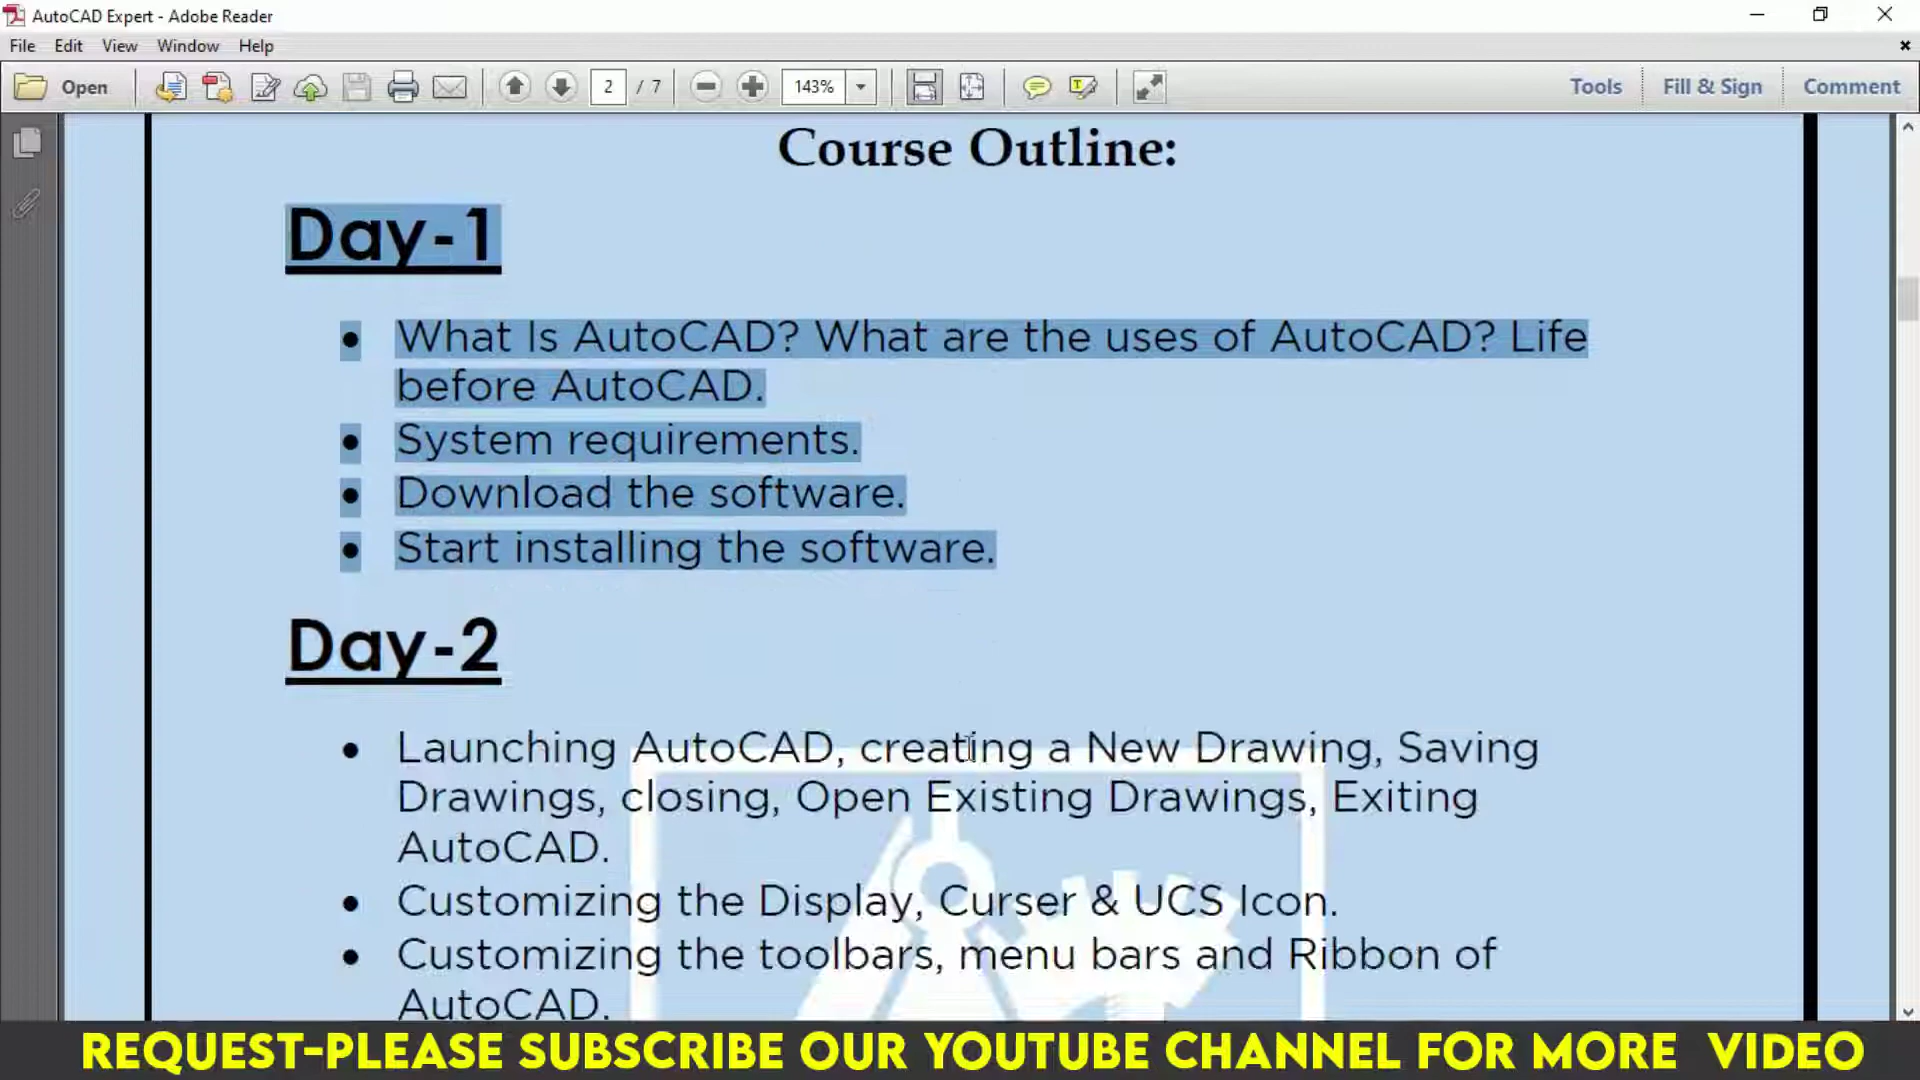 AutoCAD Expert - Adobe Reader
File Edit View Window Help
Open 2 / 7 143% Tools Fill & Sign Comment
Course Outline:
Day-1
• What Is AutoCAD? What are the uses of AutoCAD? Life
before AutoCAD.
• System requirements.
• Download the software.
• Start installing the software.
Day-2
• Launching AutoCAD, creating a New Drawing, Saving
Drawings, closing, Open Existing Drawings, Exiting
AutoCAD.
• Customizing the Display, Curser & UCS Icon.
• Customizing the toolbars, menu bars and Ribbon of
AutoCAD.
REQUEST-PLEASE SUBSCRIBE OUR YOUTUBE CHANNEL FOR MORE VIDEO